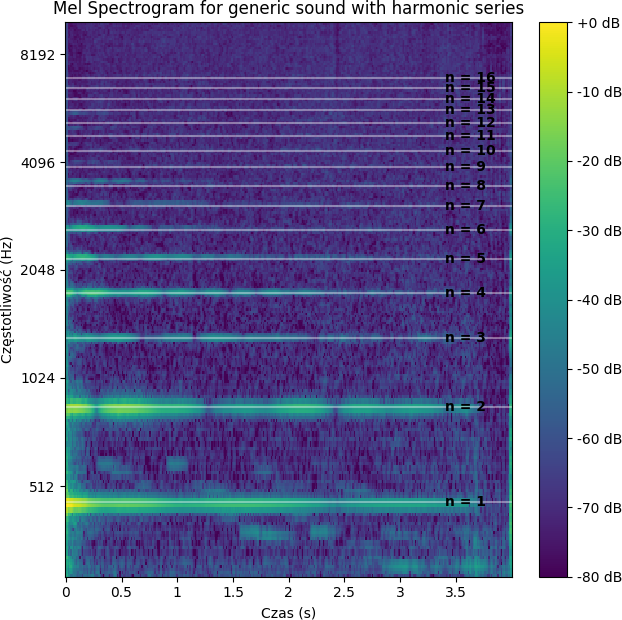 Mel Spectrogram for generic sound with harmonic series
8192
4096
2048
1024
512
Częstotliwość (Hz)
n = 16
n = 15
n = 14
n = 13
n = 12
n = 11
n = 10
n = 9
n = 8
n = 7
n = 6
n = 5
n = 4
n = 3
n = 2
n = 1
0 0.5 1 1.5 2 2.5 3 3.5
Czas (s)
+0 dB
-10 dB
-20 dB
-30 dB
-40 dB
-50 dB
-60 dB
-70 dB
-80 dB